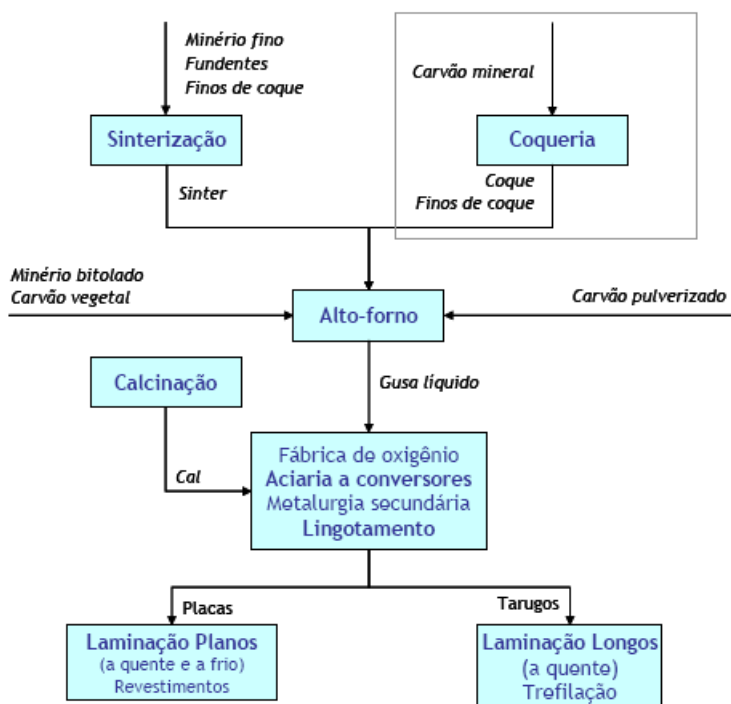 Minério fino
Fundentes
Finos de coque
Carvão mineral
Sinterização
Coqueria
Sinter
Coque
Finos de coque
Minério bitolado
Carvão vegetal
Alto-forno
Carvão pulverizado
Calcinação
Gusa líquido
Cal
Fábrica de oxigênio
Aciaria a conversores
Metalurgia secundária
Lingotamento
Placas
Tarugos
Laminação Planos
(a quente e a frio)
Revestimentos
Laminação Longos
(a quente)
Trefilação